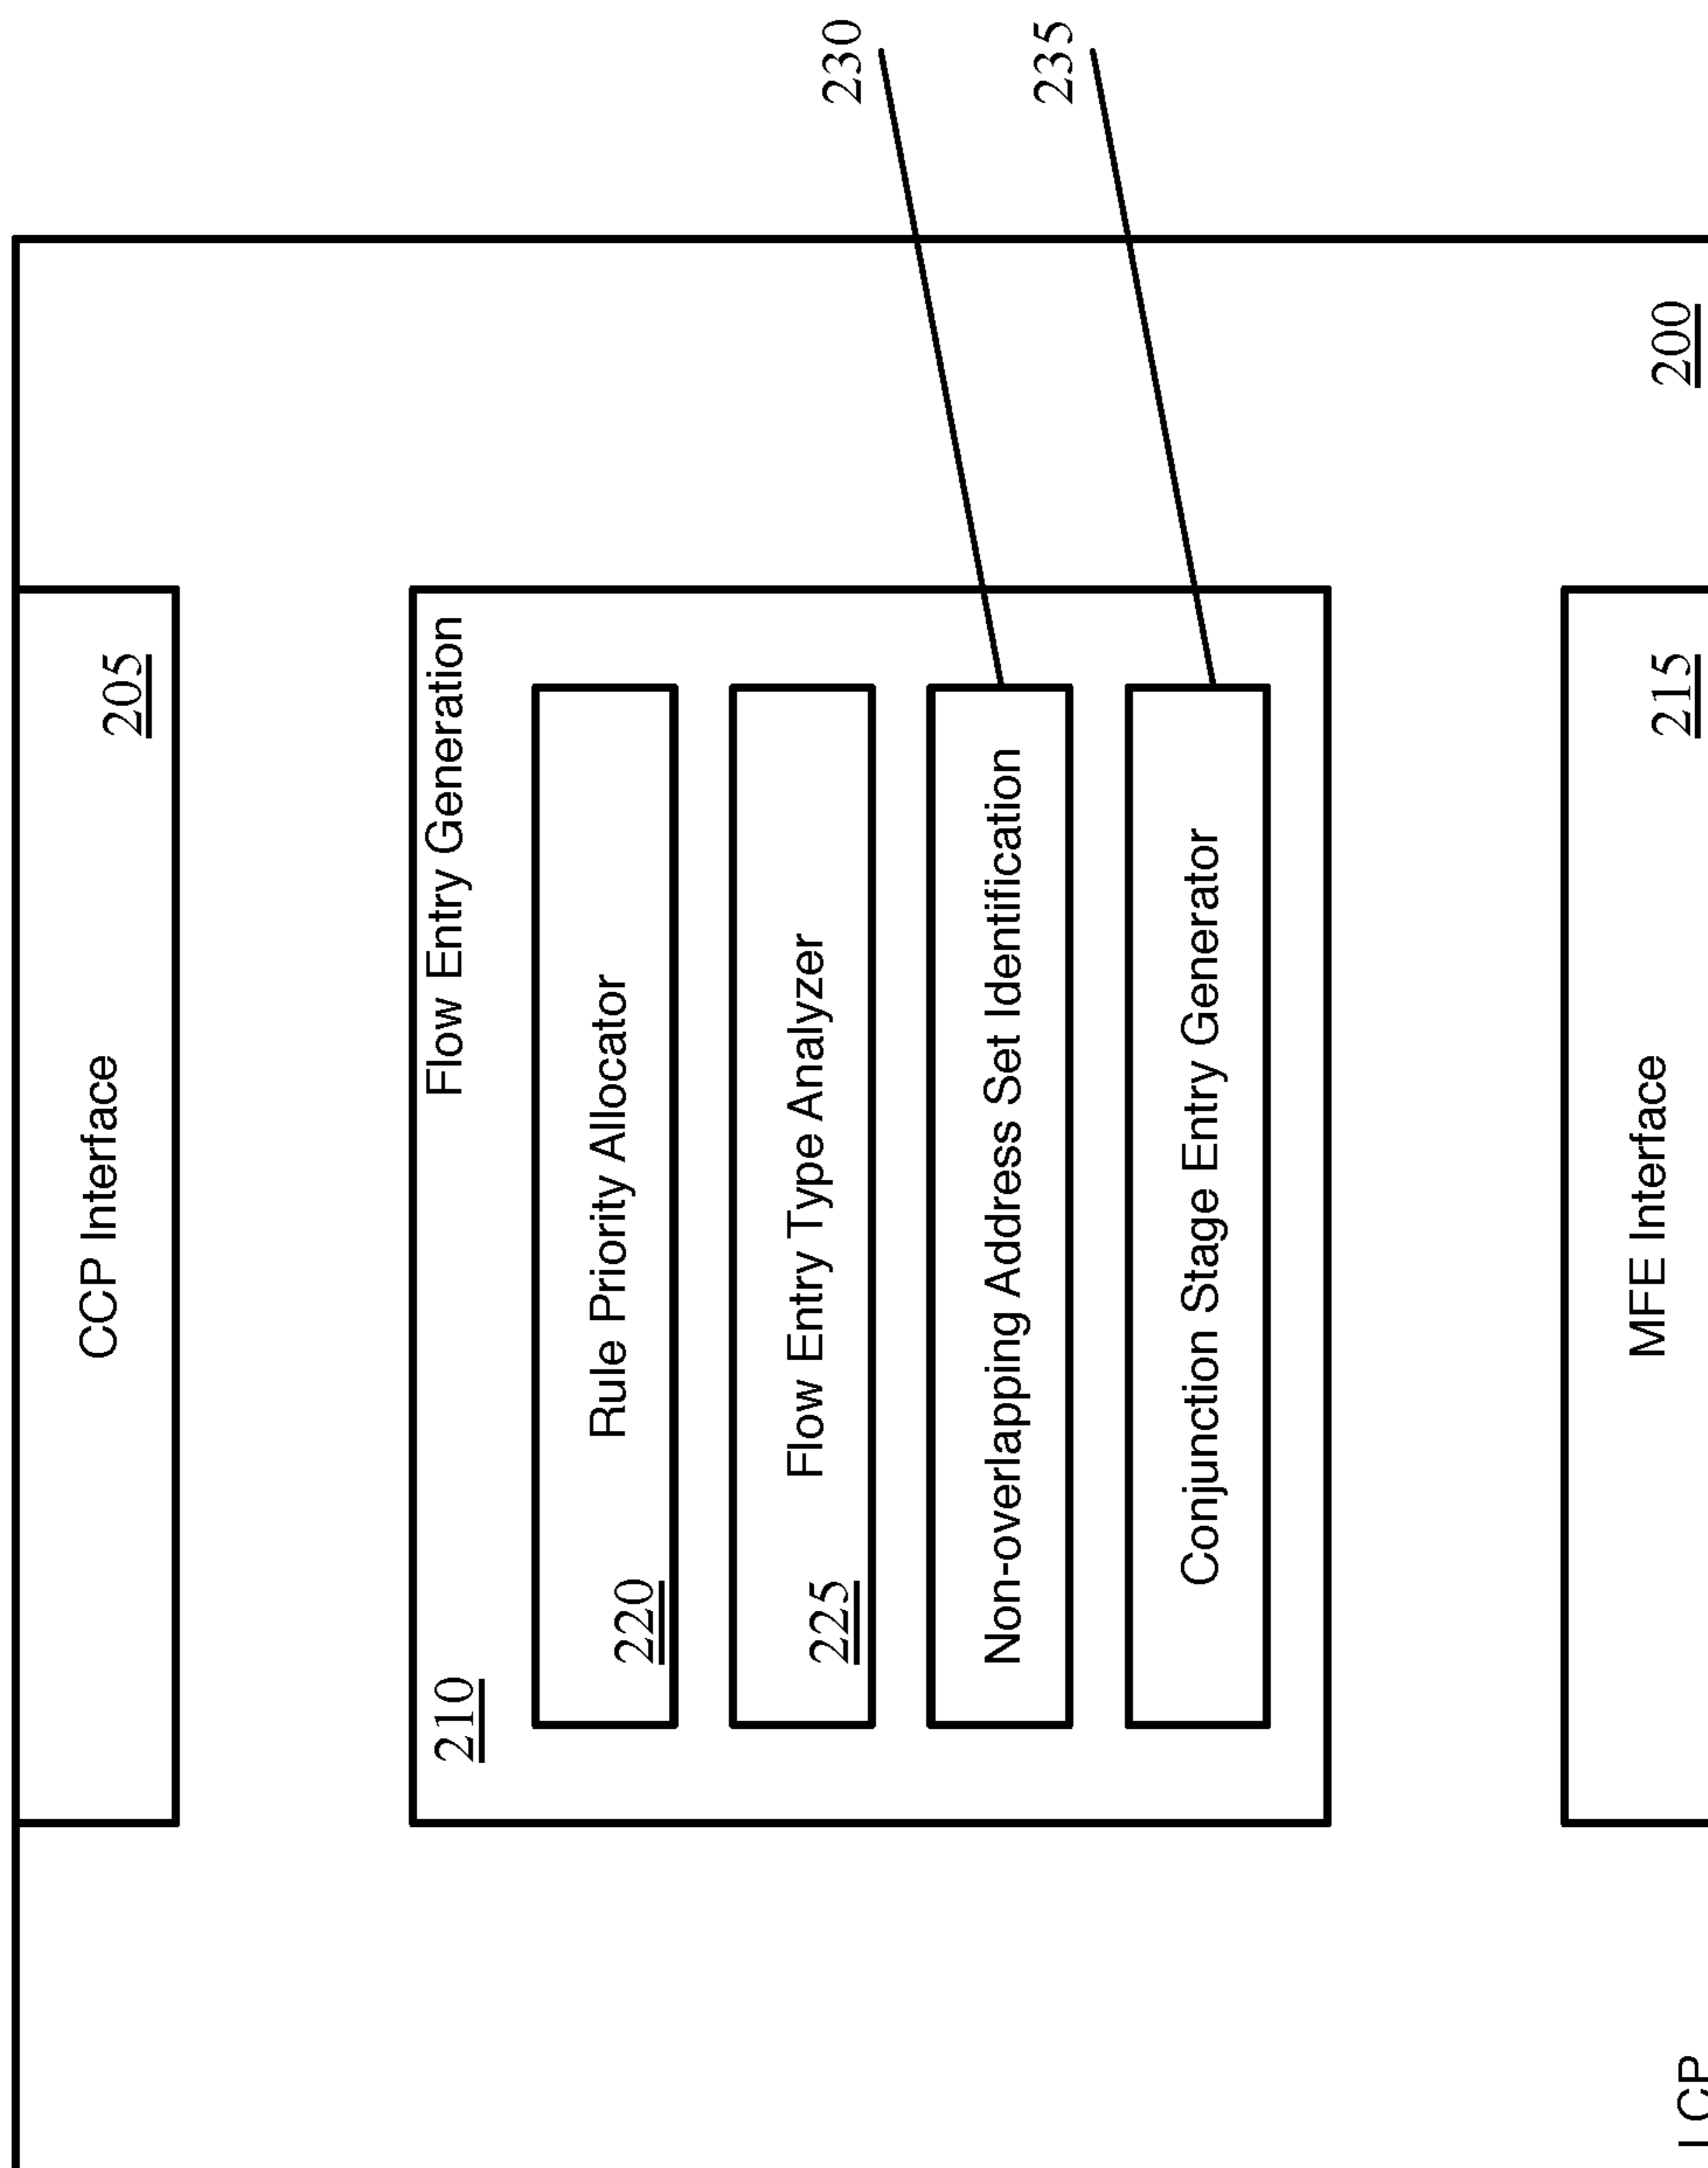 CCP Interface
205
210
Flow Entry Generation
Rule Priority Allocator
220
Flow Entry Type Analyzer
225
Non-overlapping Address Set Identification
230
Conjunction Stage Entry Generator
235
MFE Interface
215
LCP
200